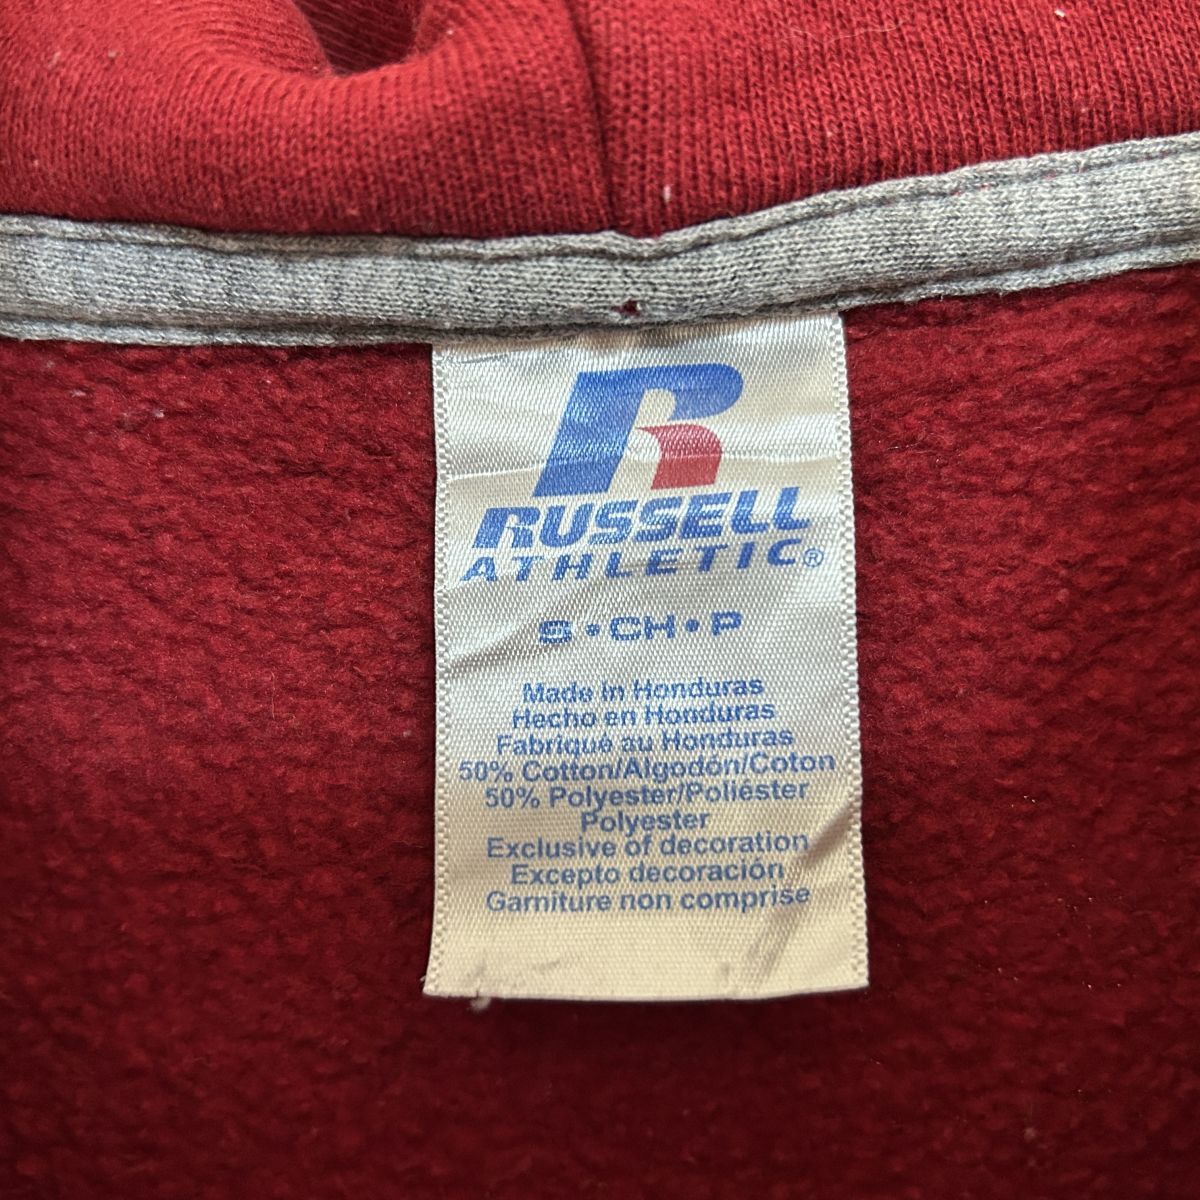 R
RUSSELL
ATHLETIC®
S•CH•P
Made in Honduras
Hecho en Honduras
Fabriqué au Honduras
50% Cotton/Algodón/Coton
50% Polyester/Poliéster
Polyester
Exclusive of decoration
Excepto decoración
Garniture non comprise